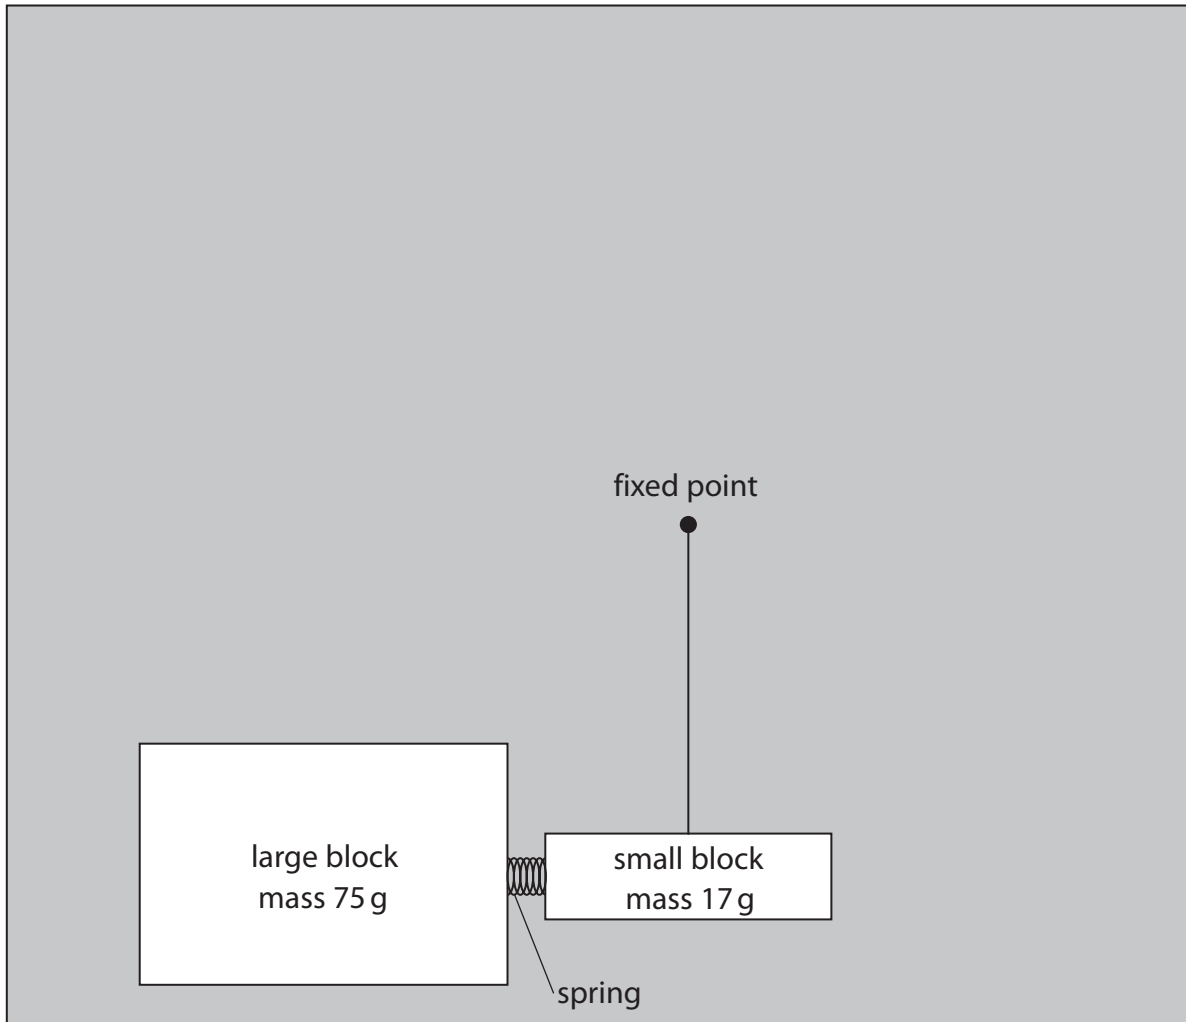 fixed point
large block
mass 75 g
small block
mass 17 g
spring